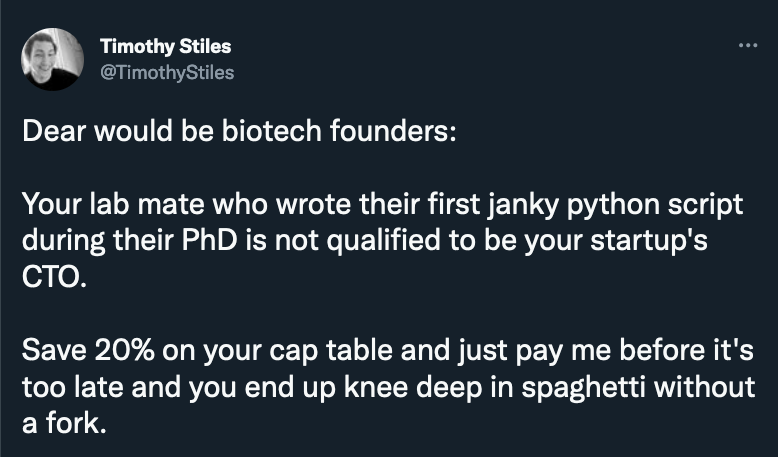 Timothy Stiles
@TimothyStiles
Dear would be biotech founders:
Your lab mate who wrote their first janky python script
during their PhD is not qualified to be your startup's
CTO.
Save 20% on your cap table and just pay me before it's
too late and you end up knee deep in spaghetti without
a fork.